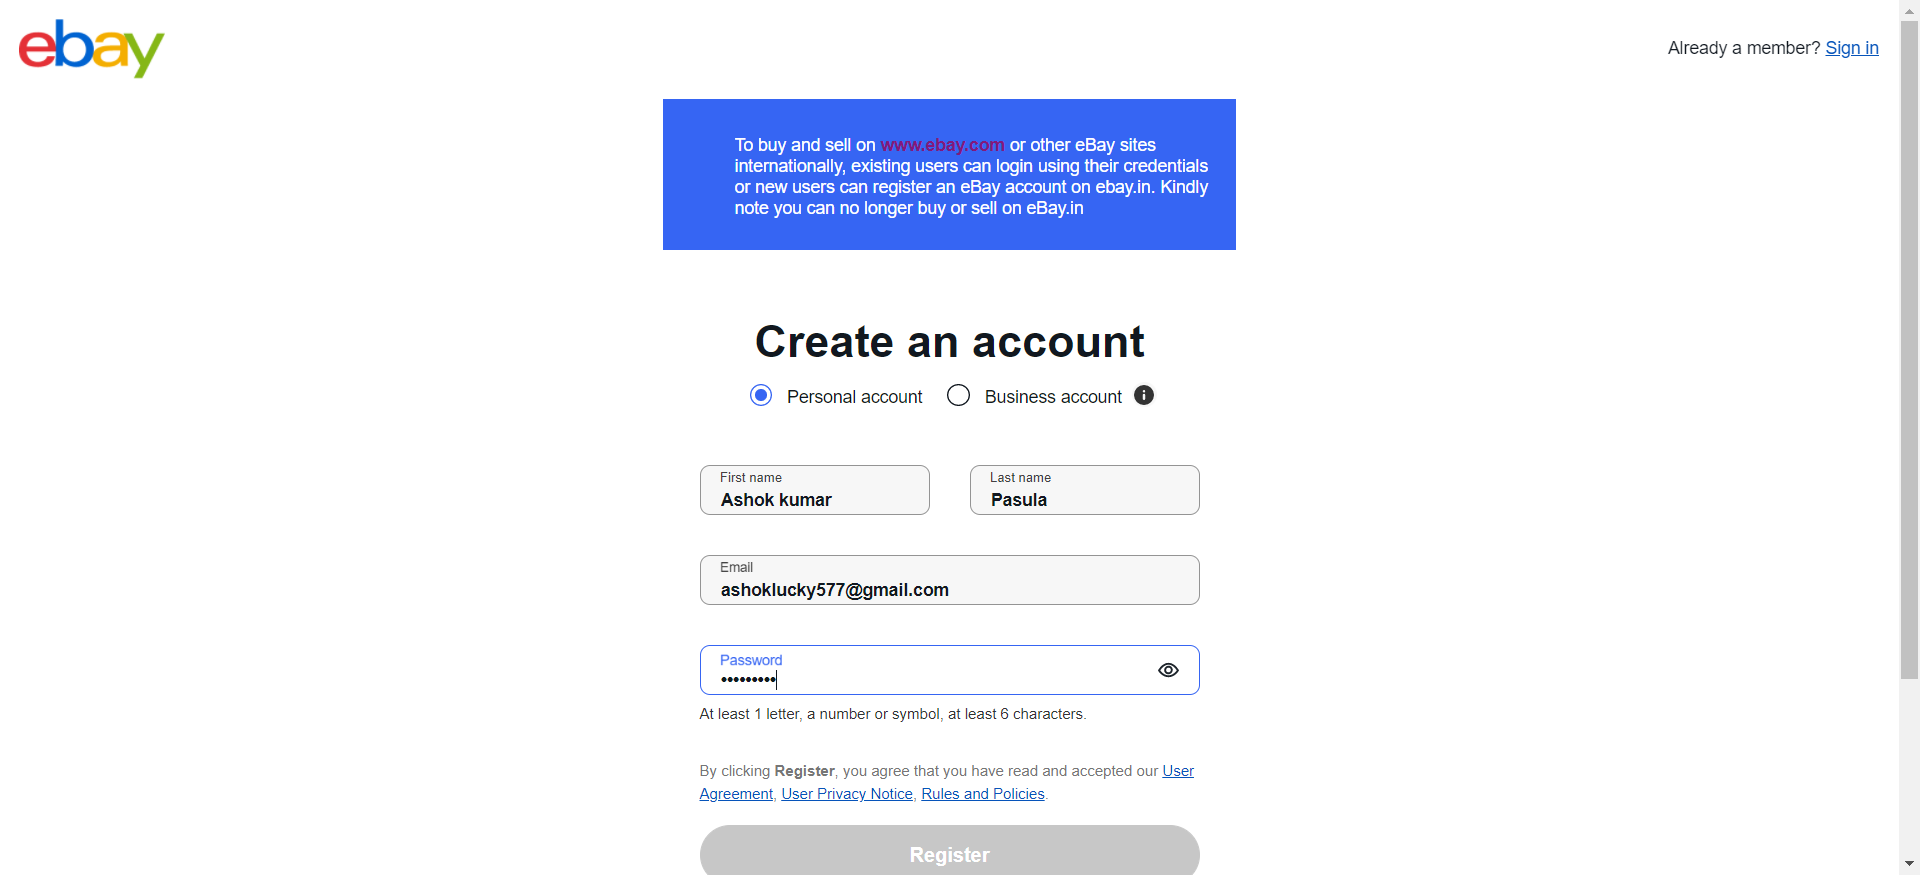 ebay
Already a member? Sign in
To buy and sell on www.ebay.com or other eBay sites
internationally, existing users can login using their credentials
or new users can register an eBay account on ebay.in. Kindly
note you can no longer buy or sell on eBay.in
Create an account
Personal account Business account
First name Last name
Ashok kumar Pasula
Email
ashoklucky577@gmail.com
Password
•••••••••
At least 1 letter, a number or symbol, at least 6 characters.
By clicking Register, you agree that you have read and accepted our User
Agreement, User Privacy Notice, Rules and Policies.
Register